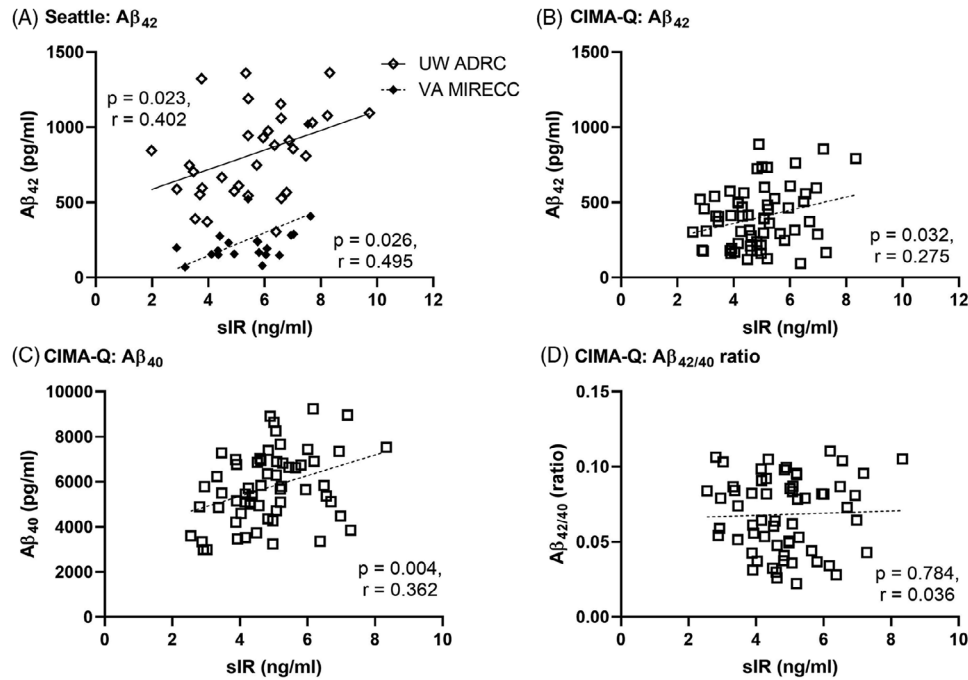 (A) Seattle: Aβ42
1500
1000
500
0
Aβ42 (pg/ml)
p = 0.023,
r = 0.402
UW ADRC
VA MIRECC
p = 0.026,
r = 0.495
0 2 4 6 8 10 12
sIR (ng/ml)
(B) CIMA-Q: Aβ42
1500
1000
500
0
Aβ42 (pg/ml)
p = 0.032,
r = 0.275
0 2 4 6 8 10 12
sIR (ng/ml)
(C) CIMA-Q: Aβ40
10000
8000
6000
4000
2000
0
Aβ40 (pg/ml)
p = 0.004,
r = 0.362
0 2 4 6 8 10
sIR (ng/ml)
(D) CIMA-Q: Aβ42/40 ratio
0.15
0.10
0.05
0.00
Aβ42/40 (ratio)
p = 0.784,
r = 0.036
0 2 4 6 8 10
sIR (ng/ml)